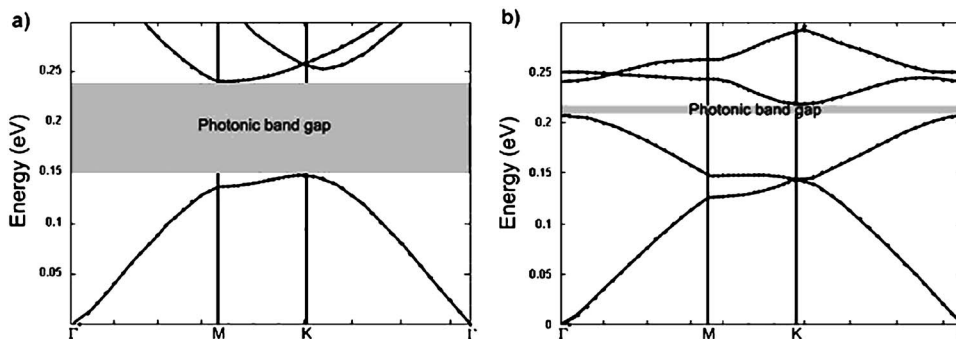 a)
Energy (eV)
0.25
0.2
0.15
0.1
0.05
Photonic band gap
Γ M K Γ
b)
Energy (eV)
0.25
0.2
0.15
0.1
0.05
0
Photonic band gap
Γ M K